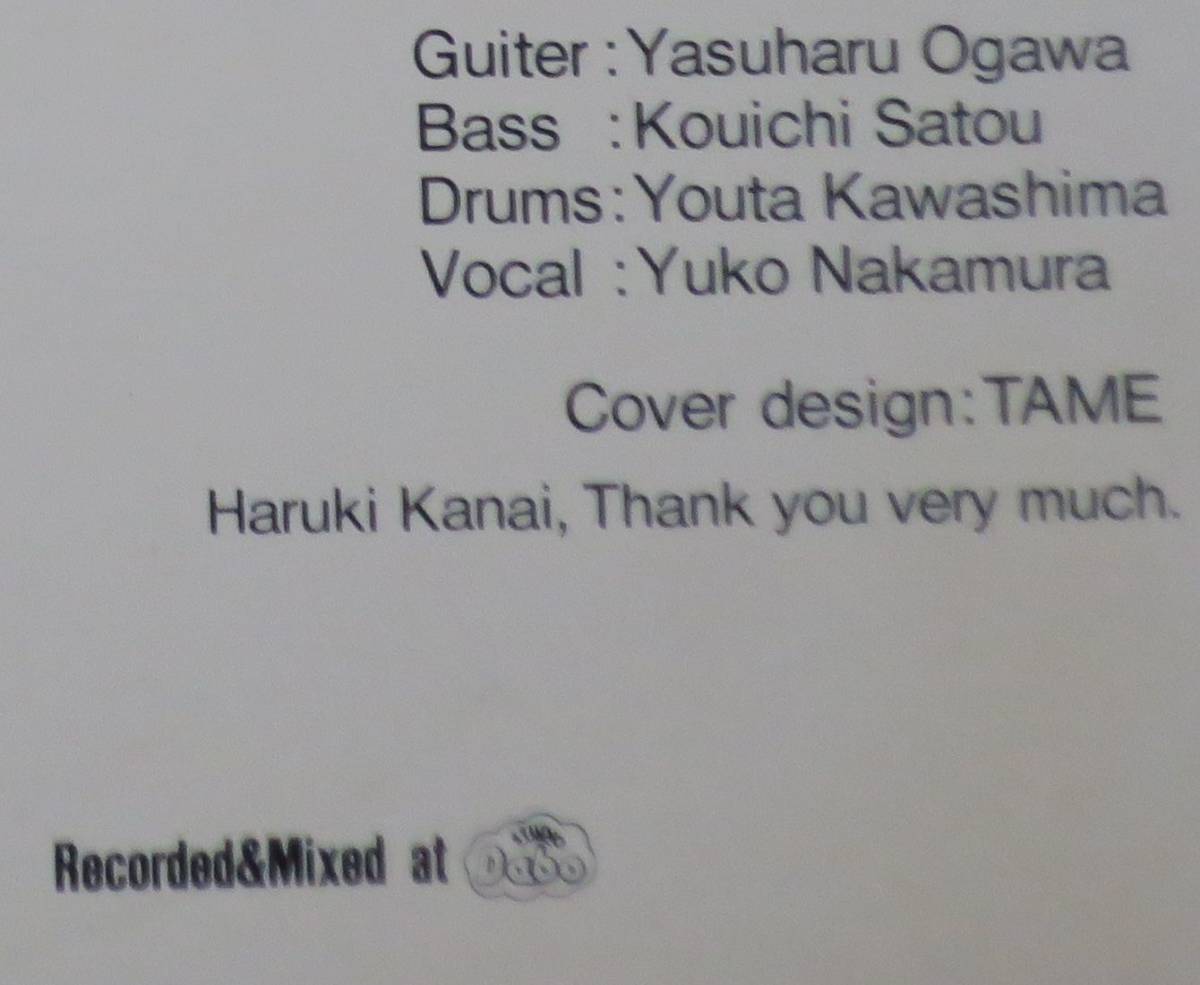 Guiter : Yasuharu Ogawa
Bass : Kouichi Satou
Drums : Youta Kawashima
Vocal : Yuko Nakamura
Cover design : TAME
Haruki Kanai, Thank you very much.
Recorded&Mixed at